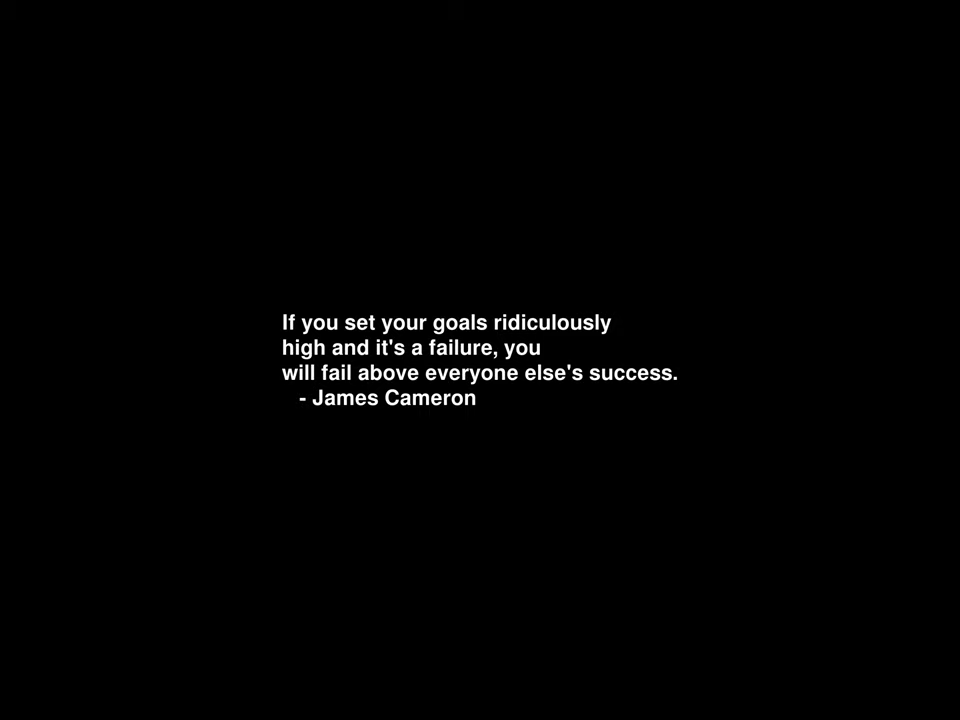 If you set your goals ridiculously
high and it's a failure, you
will fail above everyone else's success.
- James Cameron